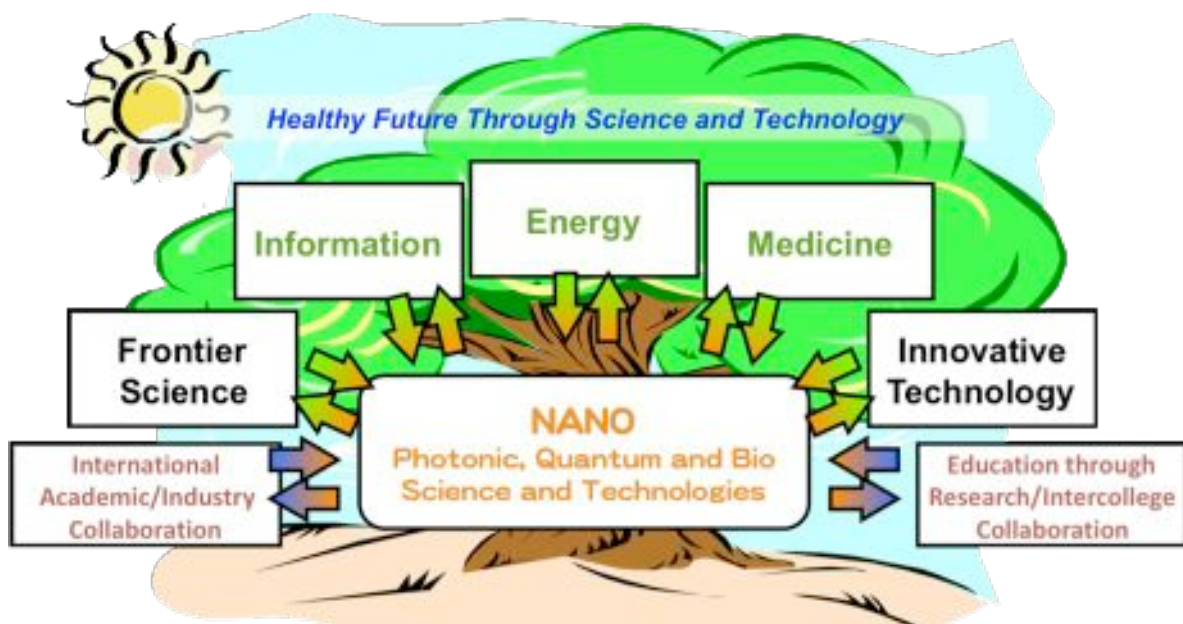 Healthy Future Through Science and Technology
Energy
Information
Medicine
Frontier
Science
Innovative
Technology
NANO
Photonic, Quantum and Bio
Science and Technologies
International
Academic/Industry
Collaboration
Education through
Research/Intercollege
Collaboration